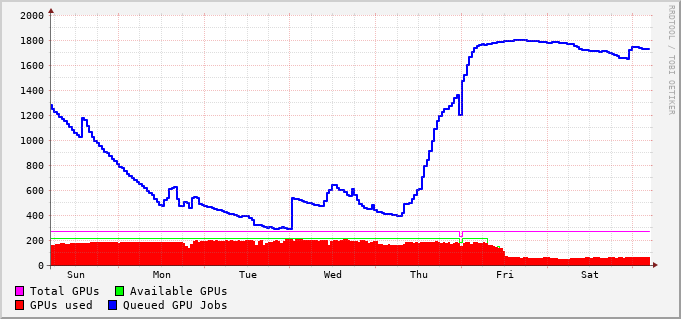 2000
1800
1600
1400
1200
1000
800
600
400
200
0
Sun Mon Tue Wed Thu Fri Sat
Total GPUs Available GPUs
GPUs used Queued GPU Jobs
RRDTOOL / TOBI OETIKER